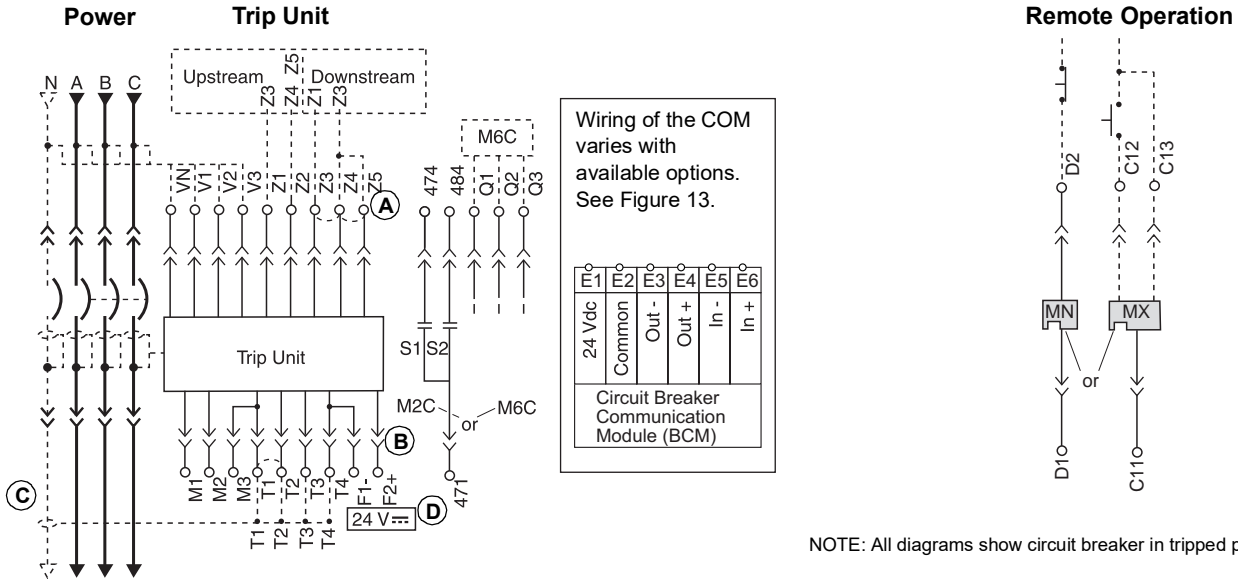 Power
Trip Unit
Remote Operation
N A B C
Upstream
Downstream
Z3
Z4
Z5
Z1
Z3
VN
V1
V2
V3
Z1
Z2
Z3
Z4
Z5
A
474
484
M6C
Q1
Q2
Q3
Wiring of the COM
varies with
available options.
See Figure 13.
E1 E2 E3 E4 E5 E6
24 Vdc
Common
Out -
Out +
In -
In +
Circuit Breaker
Communication
Module (BCM)
D2
C12
C13
MN
MX
or
D1
C11
Trip Unit
S1 S2
M2C
or
M6C
B
M1
M2
M3
T1
T2
T3
T4
F1-
F2+
471
C
24 V
D
T1
T2
T3
T4
NOTE: All diagrams show circuit breaker in tripped p